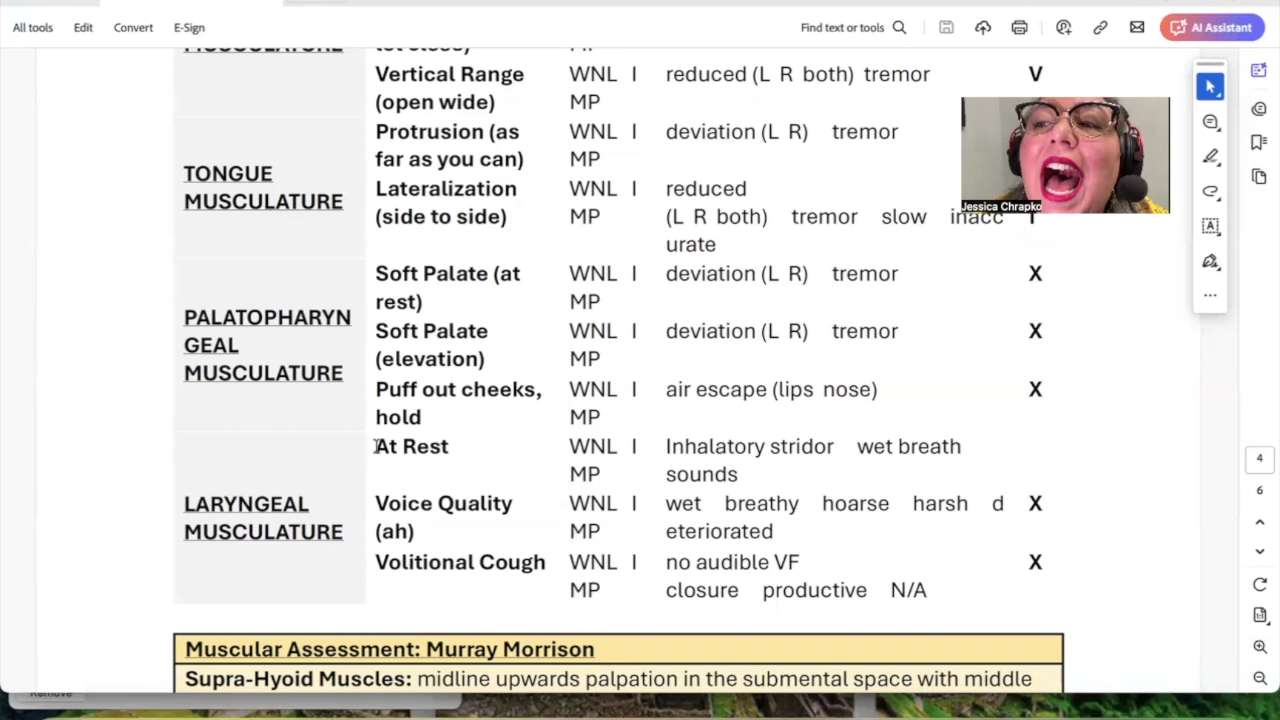 All tools Edit Convert E-Sign Find text or tools AI Assistant
MUSCULATURE lot close) MP
Vertical Range WNL I reduced (L R both) tremor V
(open wide) MP
Protrusion (as WNL I deviation (L R) tremor
far as you can) MP
TONGUE
MUSCULATURE
Lateralization WNL I reduced
(side to side) MP (L R both) tremor slow inacc
urate
Jessica Chrapko
PALATOPHARYN
GEAL
MUSCULATURE
Soft Palate (at WNL I deviation (L R) tremor X
rest) MP
Soft Palate WNL I deviation (L R) tremor X
(elevation) MP
Puff out cheeks, WNL I air escape (lips nose) X
hold MP
LARYNGEAL
MUSCULATURE
At Rest WNL I Inhalatory stridor wet breath
MP sounds
Voice Quality WNL I wet breathy hoarse harsh d X
(ah) MP eteriorated
Volitional Cough WNL I no audible VF X
MP closure productive N/A
Muscular Assessment: Murray Morrison
Supra-Hyoid Muscles: midline upwards palpation in the submental space with middle
4
6
Remove